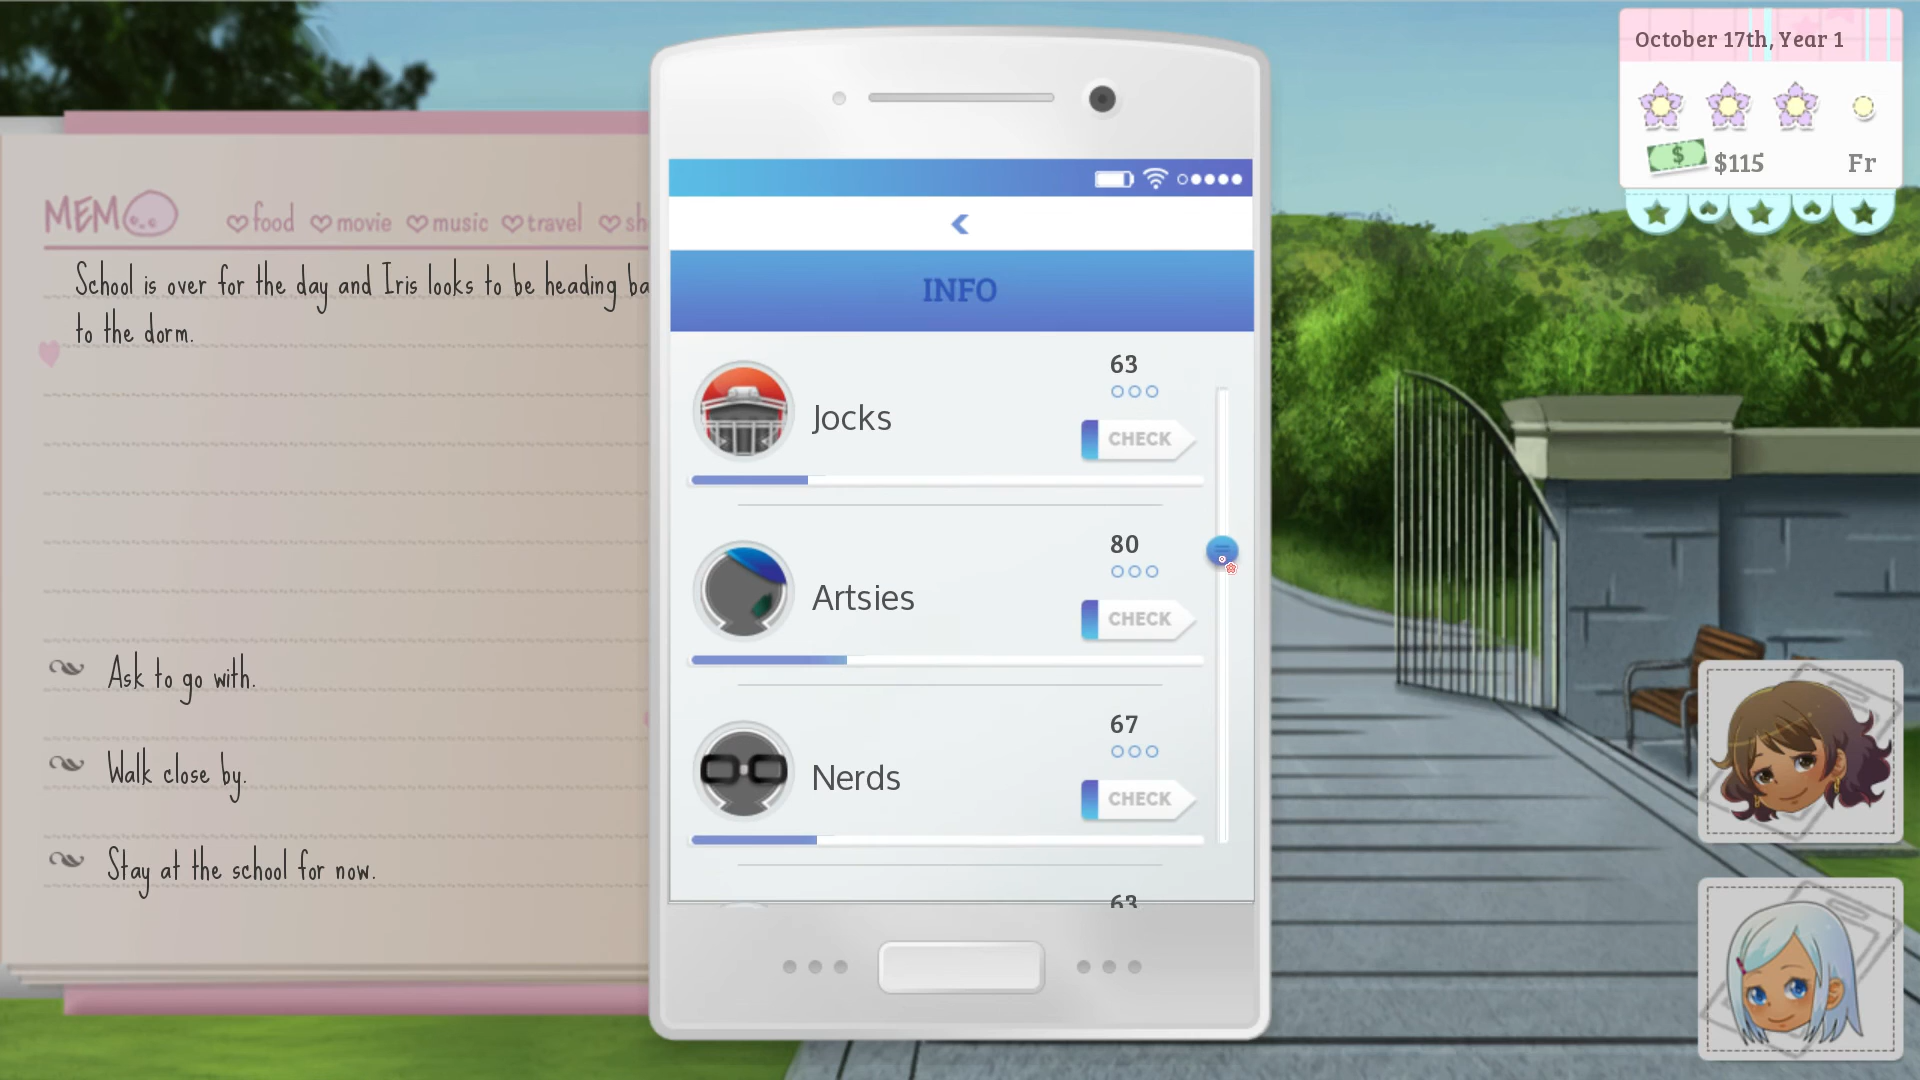 October 17th, Year 1
$ $115 Fr
MEMO food movie music travel sh
School is over for the day and Iris looks to be heading ba
to the dorm.
Ask to go with.
Walk close by.
Stay at the school for now.
INFO
63
Jocks
CHECK
80
Artsies
CHECK
67
Nerds
CHECK
63